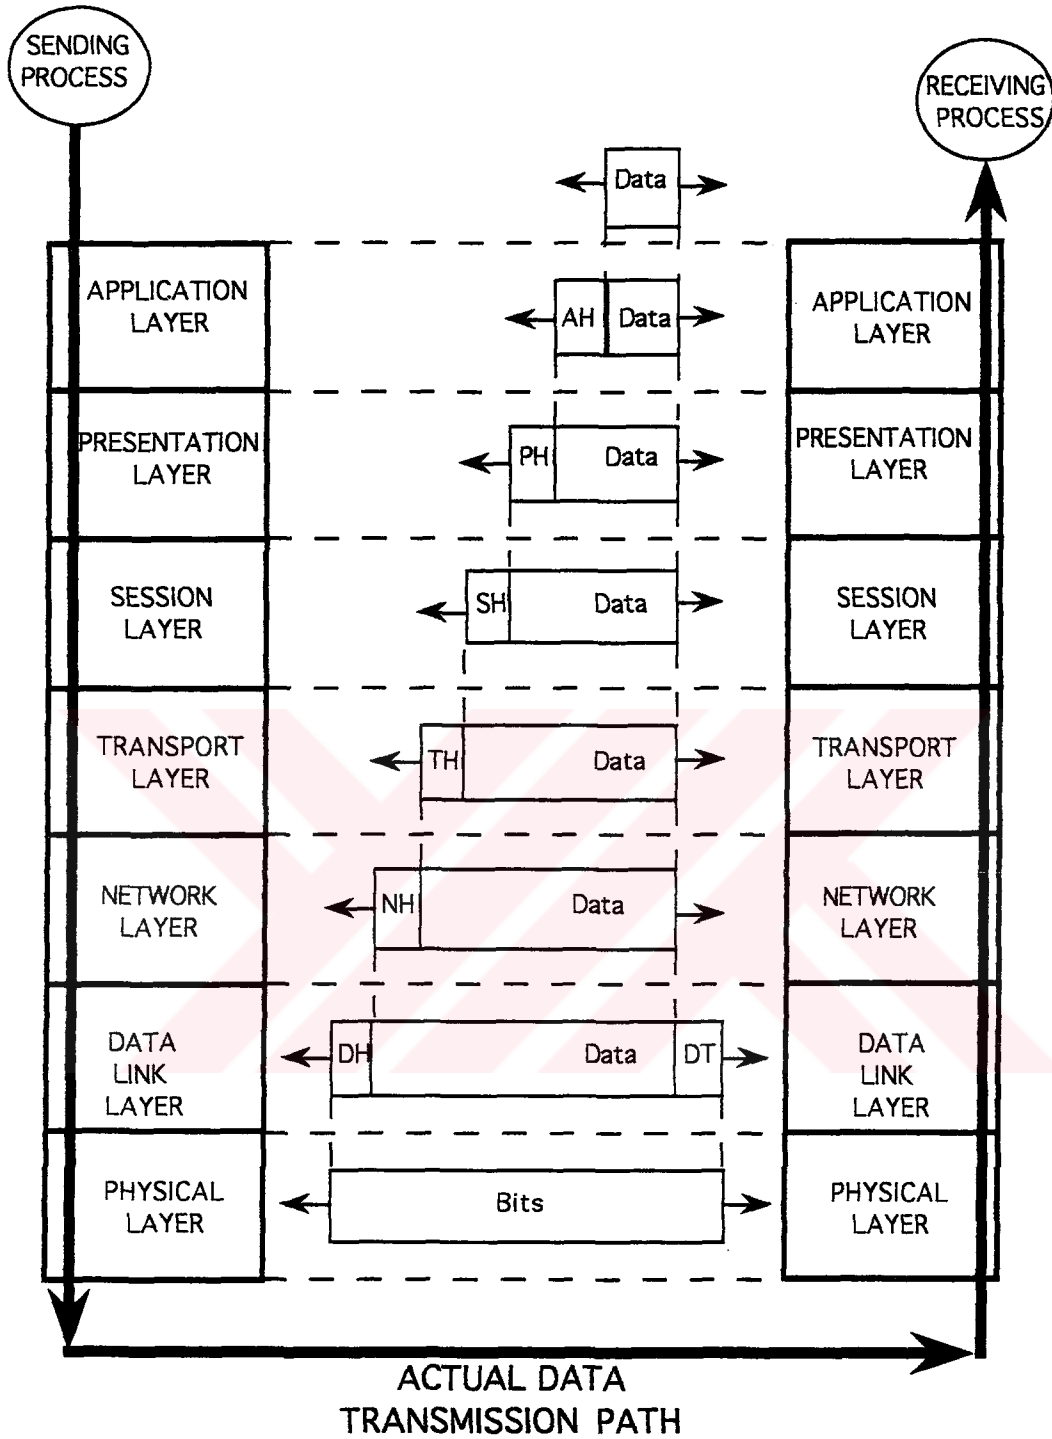 SENDING
PROCESS
RECEIVING
PROCESS
Data
APPLICATION
LAYER
AH Data
APPLICATION
LAYER
PRESENTATION
LAYER
PH Data
PRESENTATION
LAYER
SESSION
LAYER
SH Data
SESSION
LAYER
TRANSPORT
LAYER
TH Data
TRANSPORT
LAYER
NETWORK
LAYER
NH Data
NETWORK
LAYER
DATA
LINK
LAYER
DH Data DT
DATA
LINK
LAYER
PHYSICAL
LAYER
Bits
PHYSICAL
LAYER
ACTUAL DATA
TRANSMISSION PATH